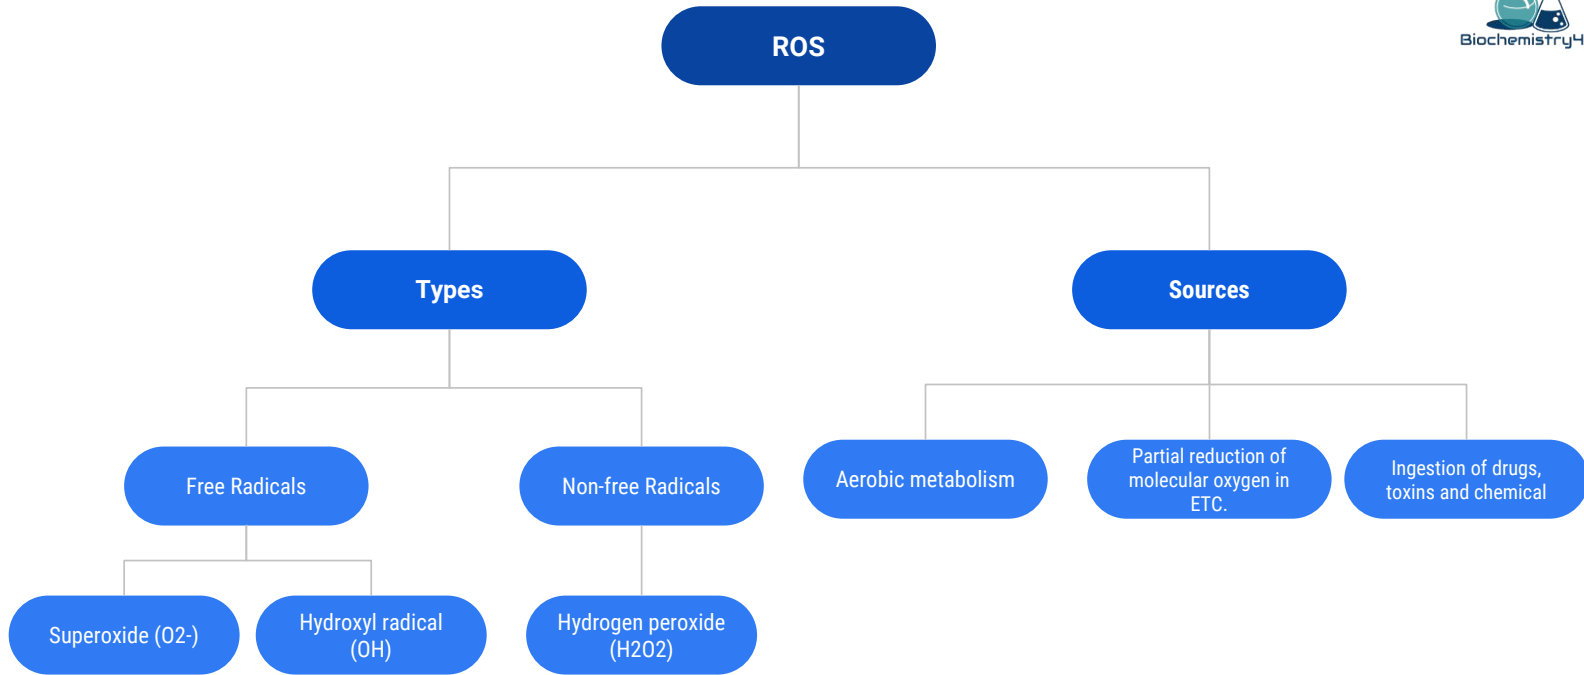 ROS
Biochemistry4
Types
Sources
Free Radicals
Non-free Radicals
Aerobic metabolism
Partial reduction of
molecular oxygen in
ETC.
Ingestion of drugs,
toxins and chemical
Superoxide (O2-)
Hydroxyl radical
(OH)
Hydrogen peroxide
(H2O2)